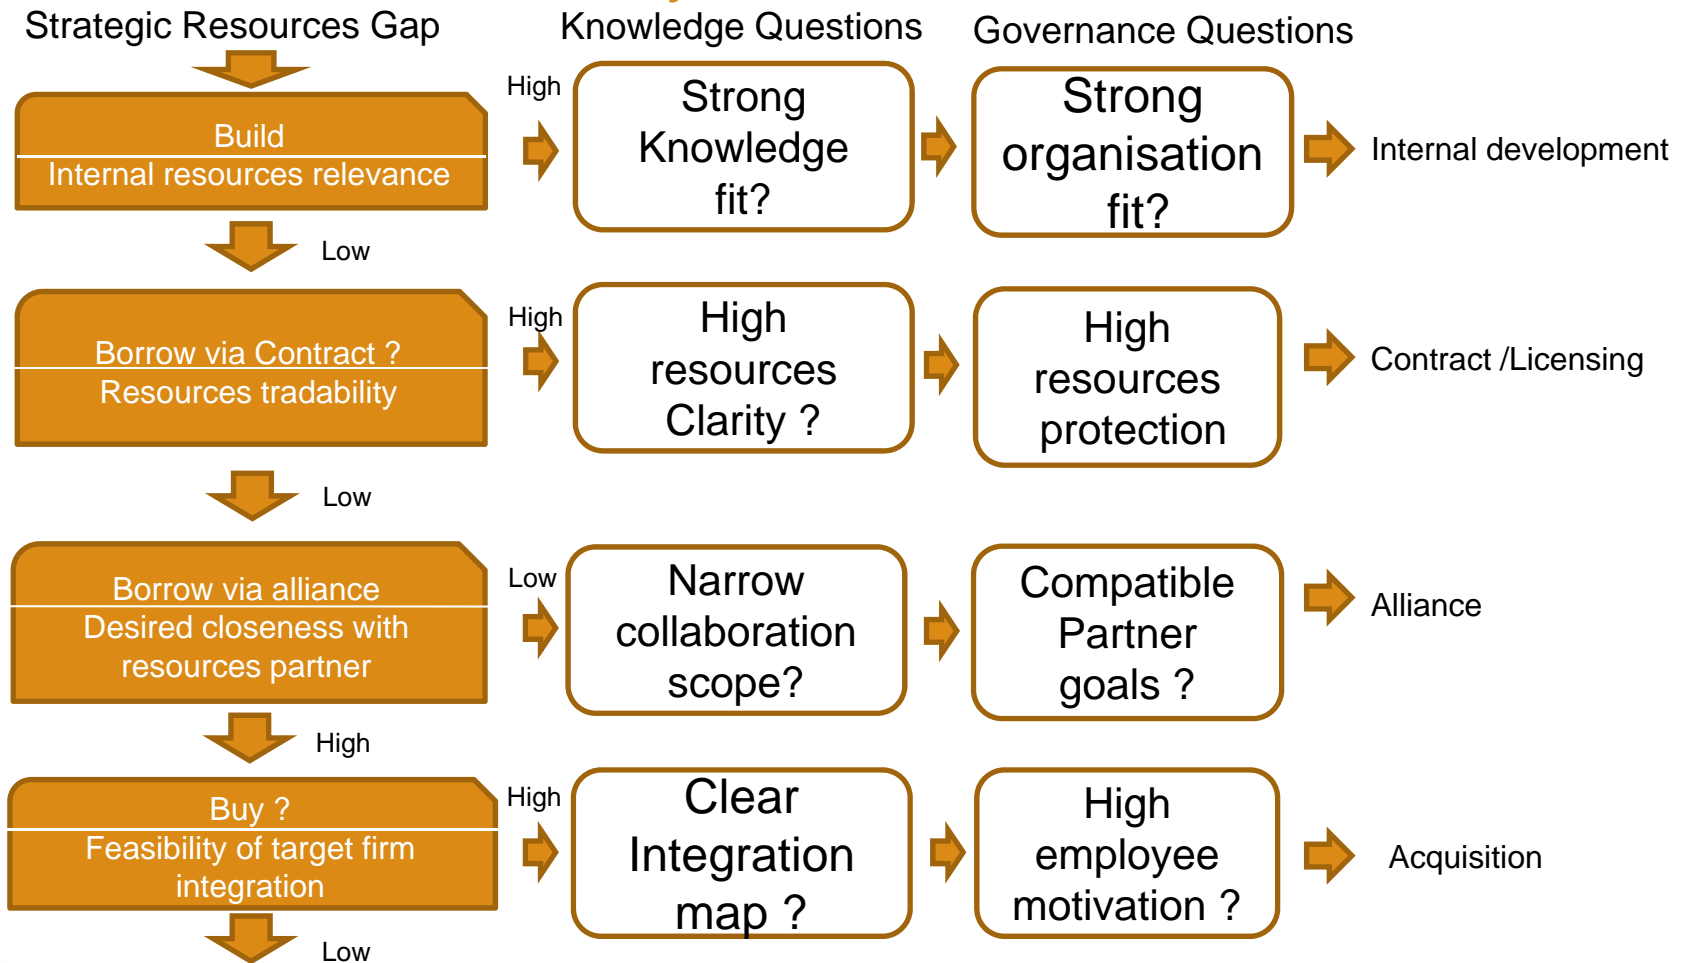 Strategic Resources Gap
Knowledge Questions
Governance Questions
Build
Internal resources relevance
High
Strong
Knowledge
fit?
Strong
organisation
fit?
Internal development
Low
Borrow via Contract ?
Resources tradability
High
High
resources
Clarity ?
High
resources
protection
Contract /Licensing
Low
Borrow via alliance
Desired closeness with
resources partner
Low
Narrow
collaboration
scope?
Compatible
Partner
goals ?
Alliance
High
Buy ?
Feasibility of target firm
integration
High
Clear
Integration
map ?
High
employee
motivation ?
Acquisition
Low